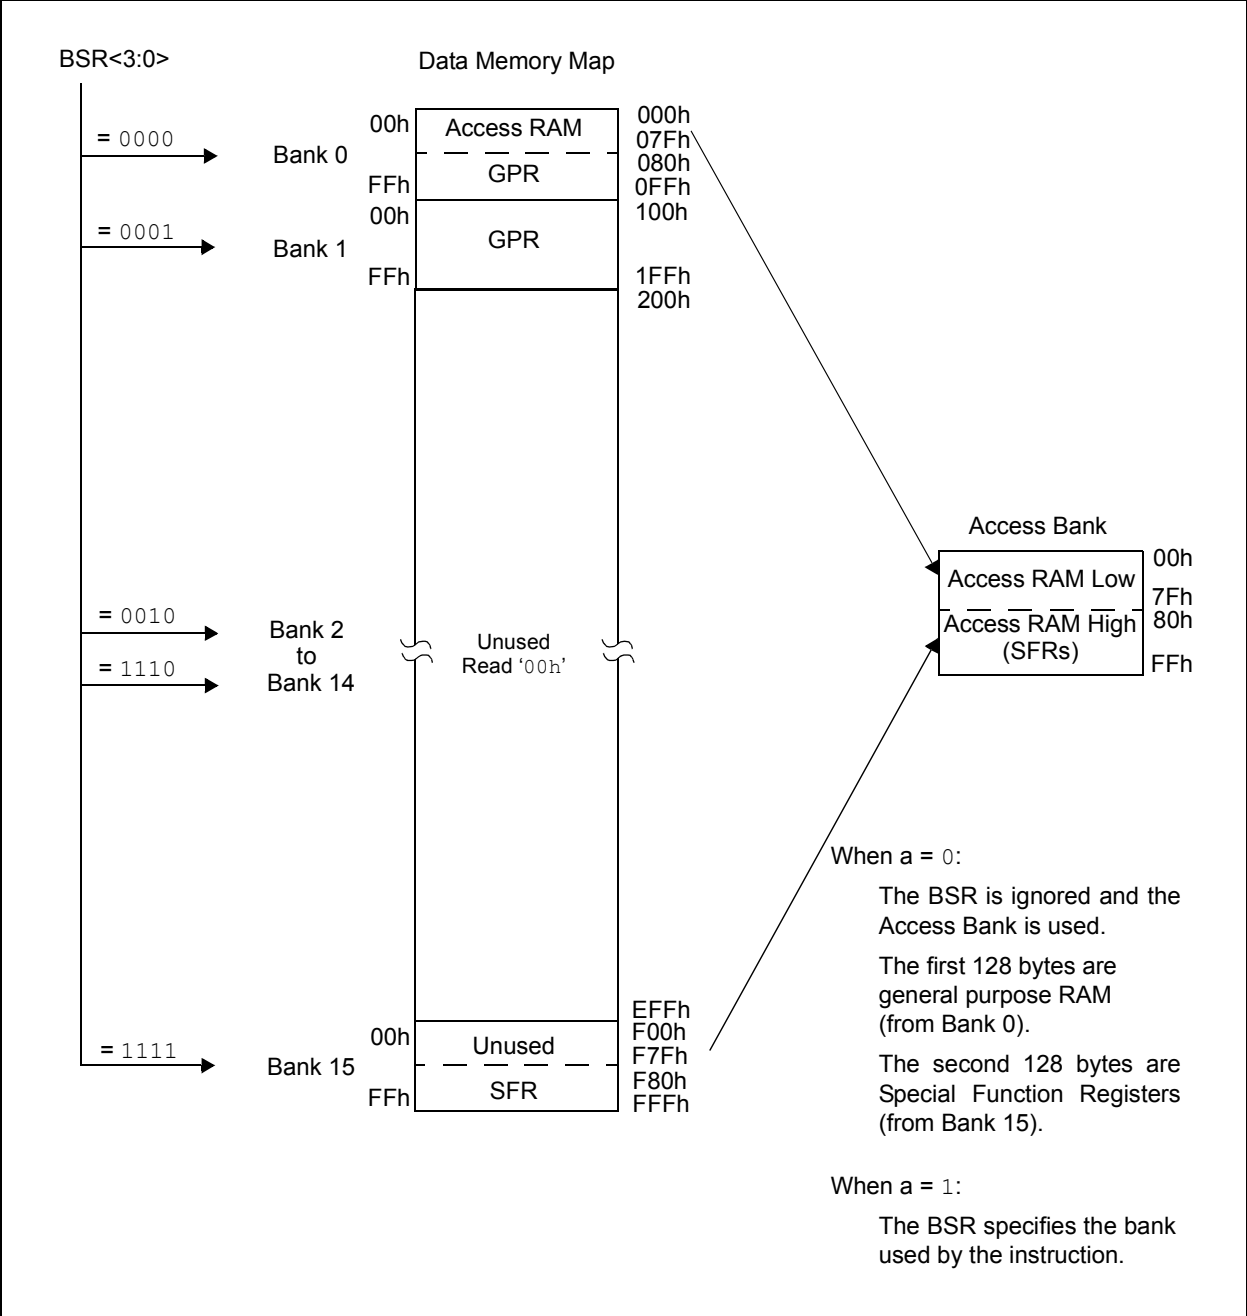 BSR<3:0>
Data Memory Map
= 0000
Bank 0
00h
Access RAM
000h
07Fh
FFh
GPR
080h
0FFh
= 0001
Bank 1
00h
GPR
100h
FFh
1FFh
200h
= 0010
Bank 2
to
= 1110
Bank 14
Unused
Read ‘00h’
Access Bank
Access RAM Low
00h
7Fh
Access RAM High
(SFRs)
80h
FFh
EFFh
= 1111
Bank 15
00h
Unused
F00h
F7Fh
FFh
SFR
F80h
FFFh
When a = 0:
The BSR is ignored and the
Access Bank is used.
The first 128 bytes are
general purpose RAM
(from Bank 0).
The second 128 bytes are
Special Function Registers
(from Bank 15).
When a = 1:
The BSR specifies the bank
used by the instruction.